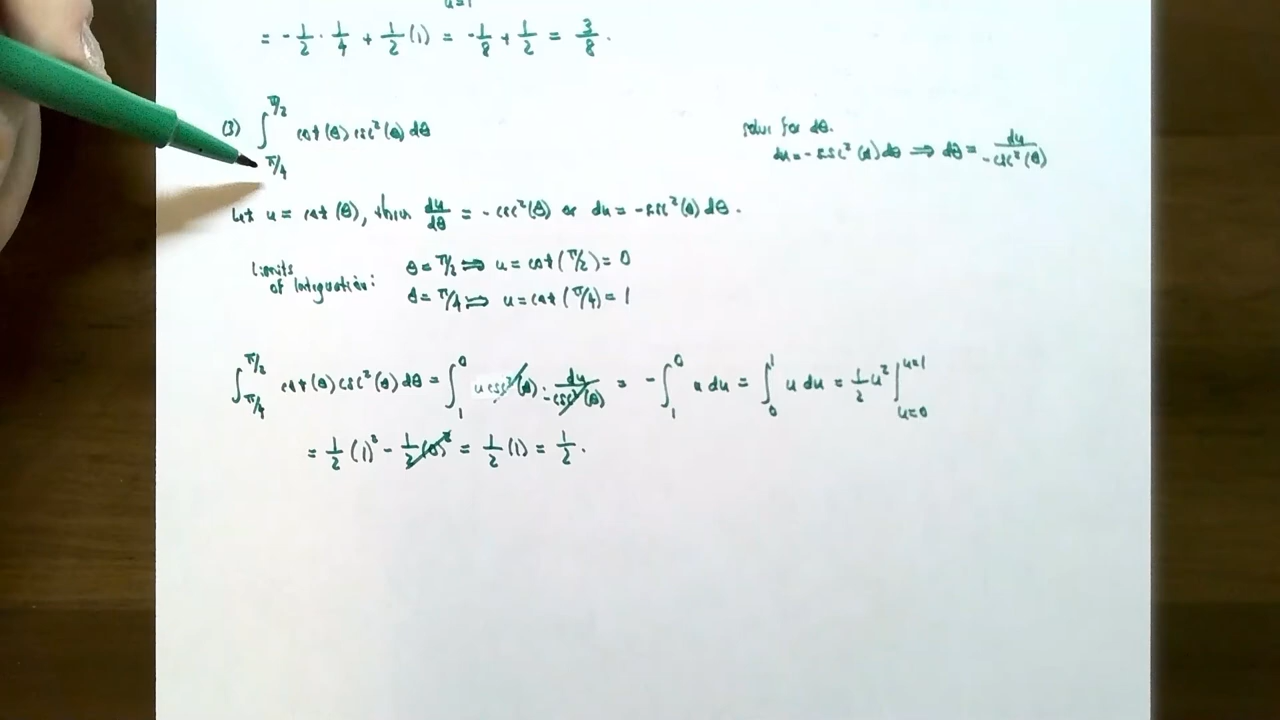 u=1
= -1/2 · 1/4 + 1/2 (1) = -1/8 + 1/2 = 3/8 .
(3) ∫_{π/4}^{π/2} cot(θ) csc²(θ) dθ
solve for dθ.
du = -csc²(θ) dθ ⇒ dθ = du/-csc²(θ)
Let u = cot(θ), then du/dθ = -csc²(θ) or du = -csc²(θ) dθ .
Limits of Integration:
θ = π/2 ⇒ u = cot(π/2) = 0
θ = π/4 ⇒ u = cot(π/4) = 1
∫_{π/4}^{π/2} cot(θ) csc²(θ) dθ = ∫_1^0 u csc²(θ) · du/-csc²(θ) = - ∫_1^0 u du = ∫_0^1 u du = 1/2 u² |_{u=0}^{u=1}
= 1/2 (1)² - 1/2 (0)² = 1/2 (1) = 1/2 .